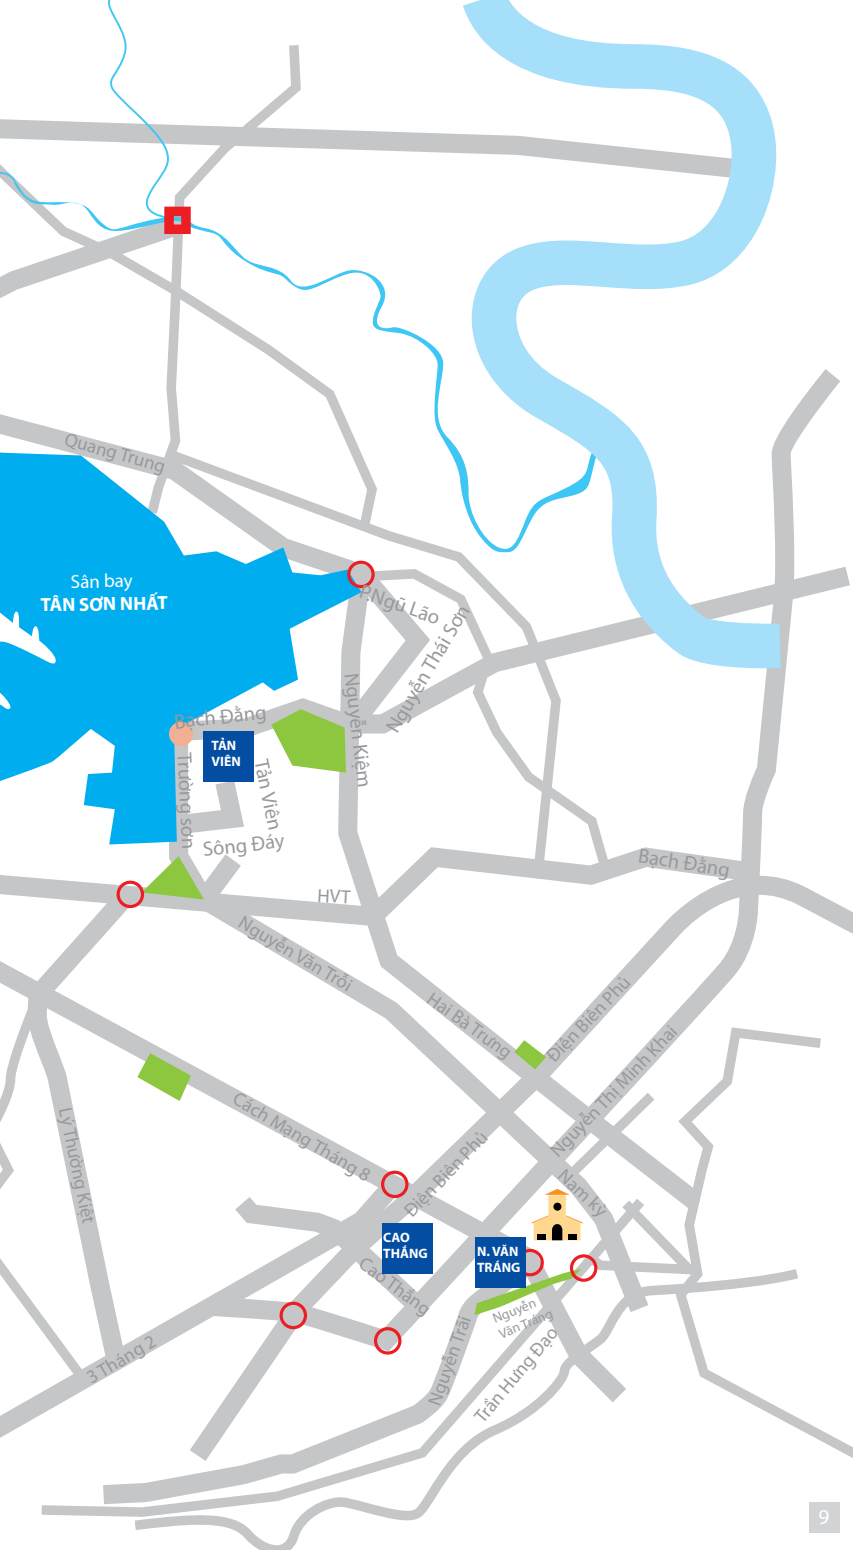 Quang Trung
Sân bay
TÂN SƠN NHẤT
P.Ngũ Lão
Nguyễn Thái Sơn
Nguyễn Kiệm
Bạch Đằng
TẢN
VIÊN
Trường sơn
Tản Viên
Sông Đáy
HVT
Bạch Đằng
Nguyễn Văn Trỗi
Hai Bà Trung
Điện Biên Phủ
Nguyễn Thị Minh Khai
Cách Mạng Tháng 8
Lý Thường Kiệt
Điện Biên Phủ
Nam kỳ
CAO
THẮNG
N. VĂN
TRÁNG
Cao Thắng
Nguyễn
Văn Tráng
3 Tháng 2
Nguyễn Trãi
Trần Hưng Đạo
9